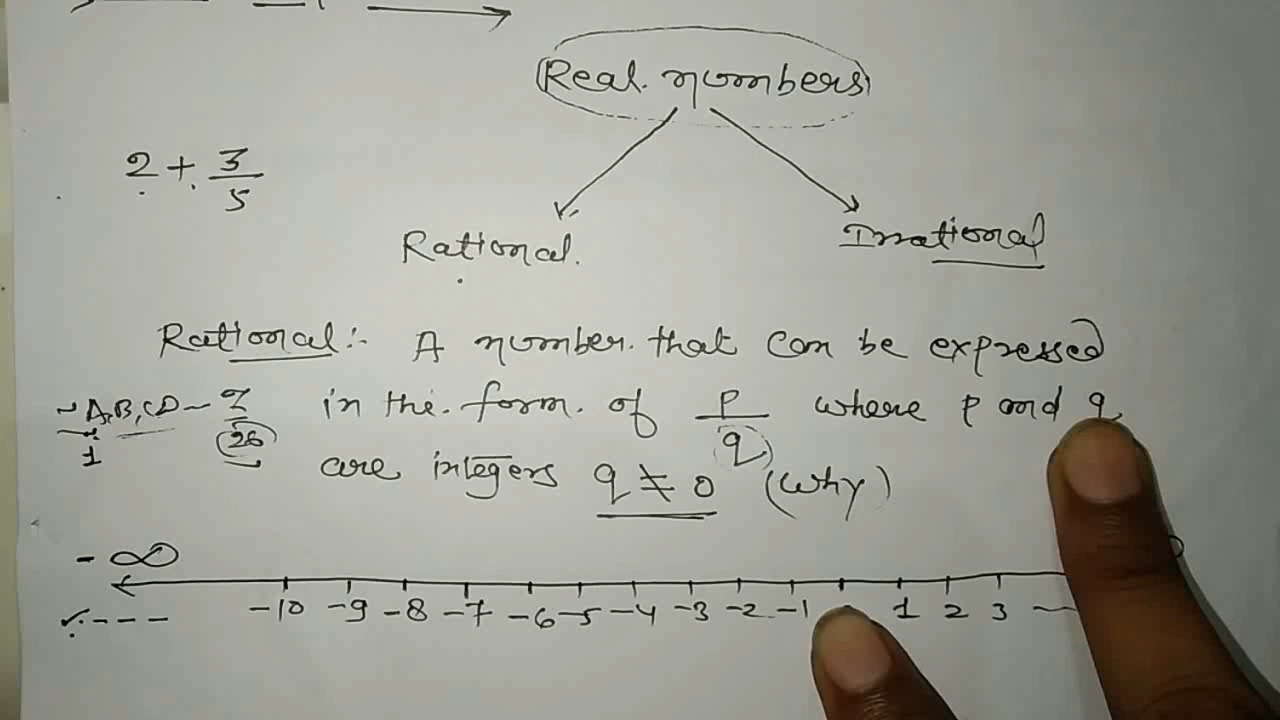 Real numbers
2 + 3/5
Rational. Irrational
Rational:- A number that can be expressed
A,B,C,D - Z in the form of p/q where p and q
1 26 are integers q ≠ 0 (why)
-∞
-10 -9 -8 -7 -6 -5 -4 -3 -2 -1 1 2 3